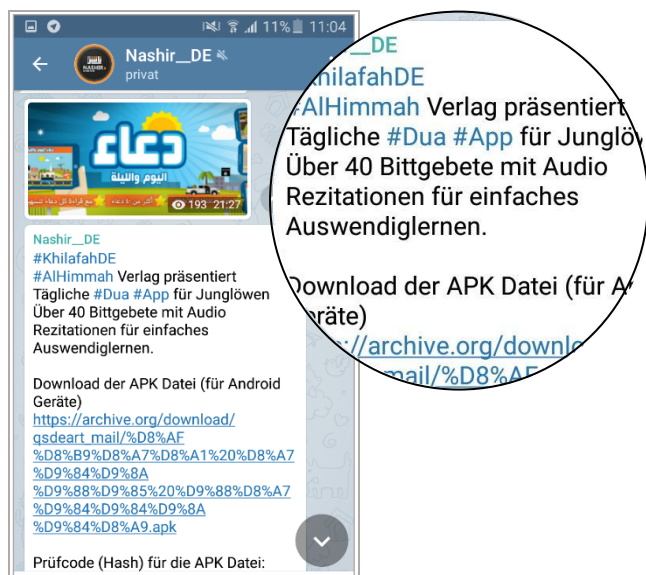 11% 11:04
Nashir__DE
privat
NASHIR
دعاء
اليوم والليلة
193 21:27
Nashir__DE
#KhilafahDE
#AlHimmah Verlag präsentiert
Tägliche #Dua #App für Junglöwen
Über 40 Bittgebete mit Audio
Rezitationen für einfaches
Auswendiglernen.
Download der APK Datei (für Android
Geräte)
https://archive.org/download/
qsdeart_mail/%D8%AF
%D8%B9%D8%A7%D8%A1%20%D8%A7
%D9%84%D9%8A
%D9%88%D9%85%20%D9%88%D8%A7
%D9%84%D9%84%D9%8A
%D9%84%D8%A9.apk
Prüfcode (Hash) für die APK Datei:
__DE
KhilafahDE
#AlHimmah Verlag präsentiert
Tägliche #Dua #App für Junglöw
Über 40 Bittgebete mit Audio
Rezitationen für einfaches
Auswendiglernen.
Download der APK Datei (für A
eräte)
://archive.org/downlo
mail/%D8%AF